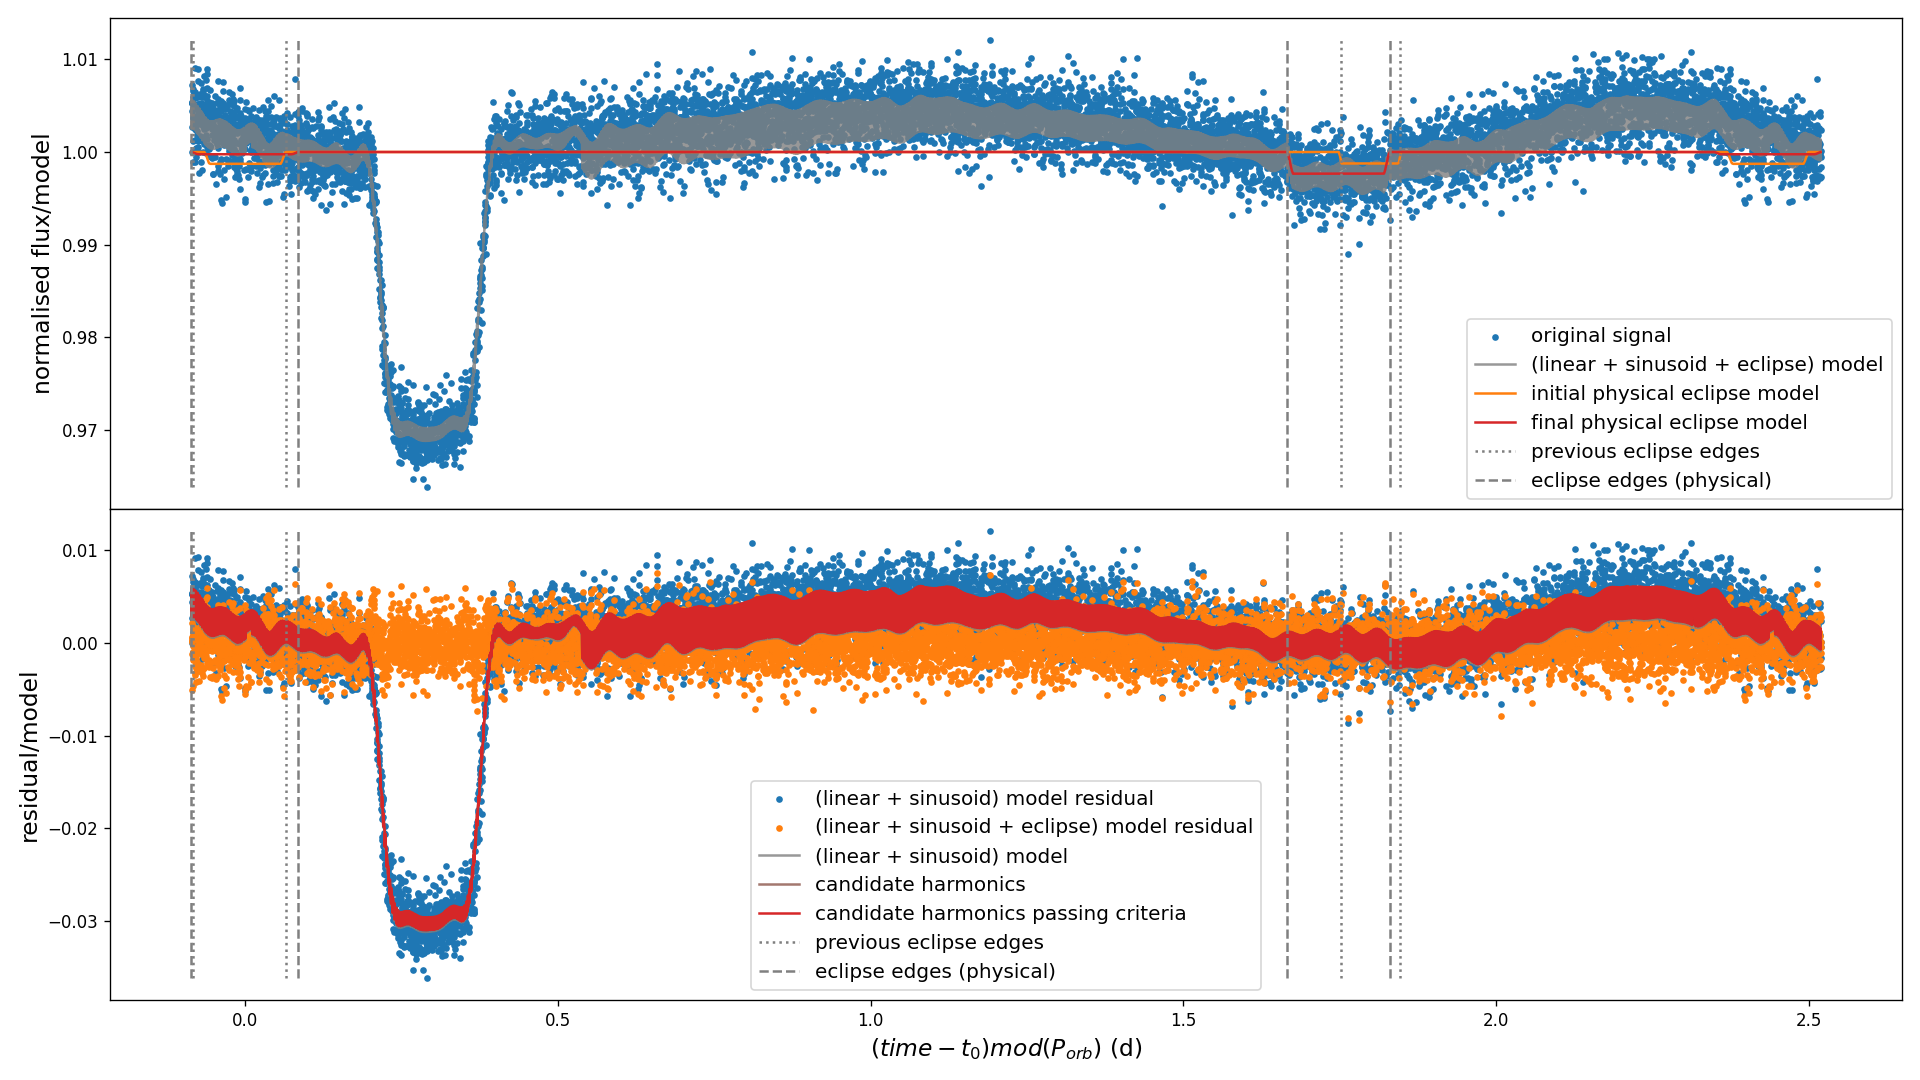 normalised flux/model
1.01
1.00
0.99
0.98
0.97
original signal
(linear + sinusoid + eclipse) model
initial physical eclipse model
final physical eclipse model
previous eclipse edges
eclipse edges (physical)
residual/model
0.01
0.00
−0.01
−0.02
−0.03
(linear + sinusoid) model residual
(linear + sinusoid + eclipse) model residual
(linear + sinusoid) model
candidate harmonics
candidate harmonics passing criteria
previous eclipse edges
eclipse edges (physical)
0.0 0.5 1.0 1.5 2.0 2.5
(time − t₀)mod(P_orb) (d)